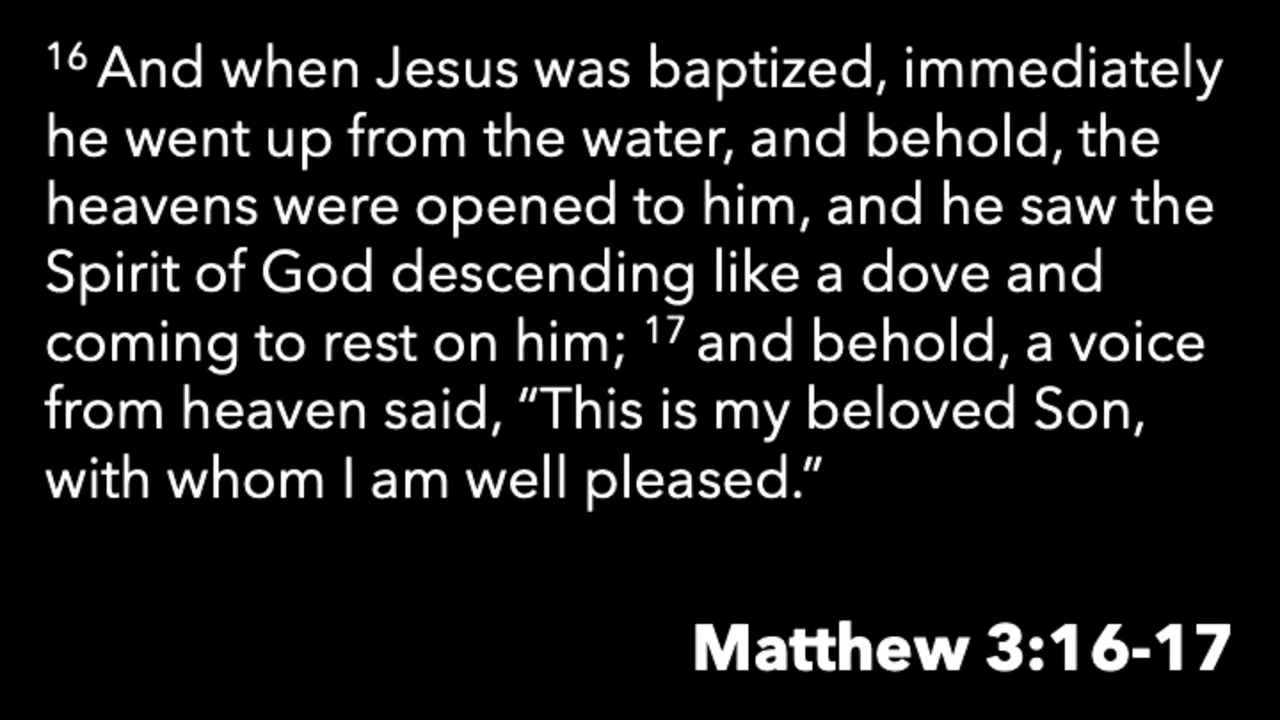 16 And when Jesus was baptized, immediately
he went up from the water, and behold, the
heavens were opened to him, and he saw the
Spirit of God descending like a dove and
coming to rest on him; 17 and behold, a voice
from heaven said, “This is my beloved Son,
with whom I am well pleased.”
Matthew 3:16-17